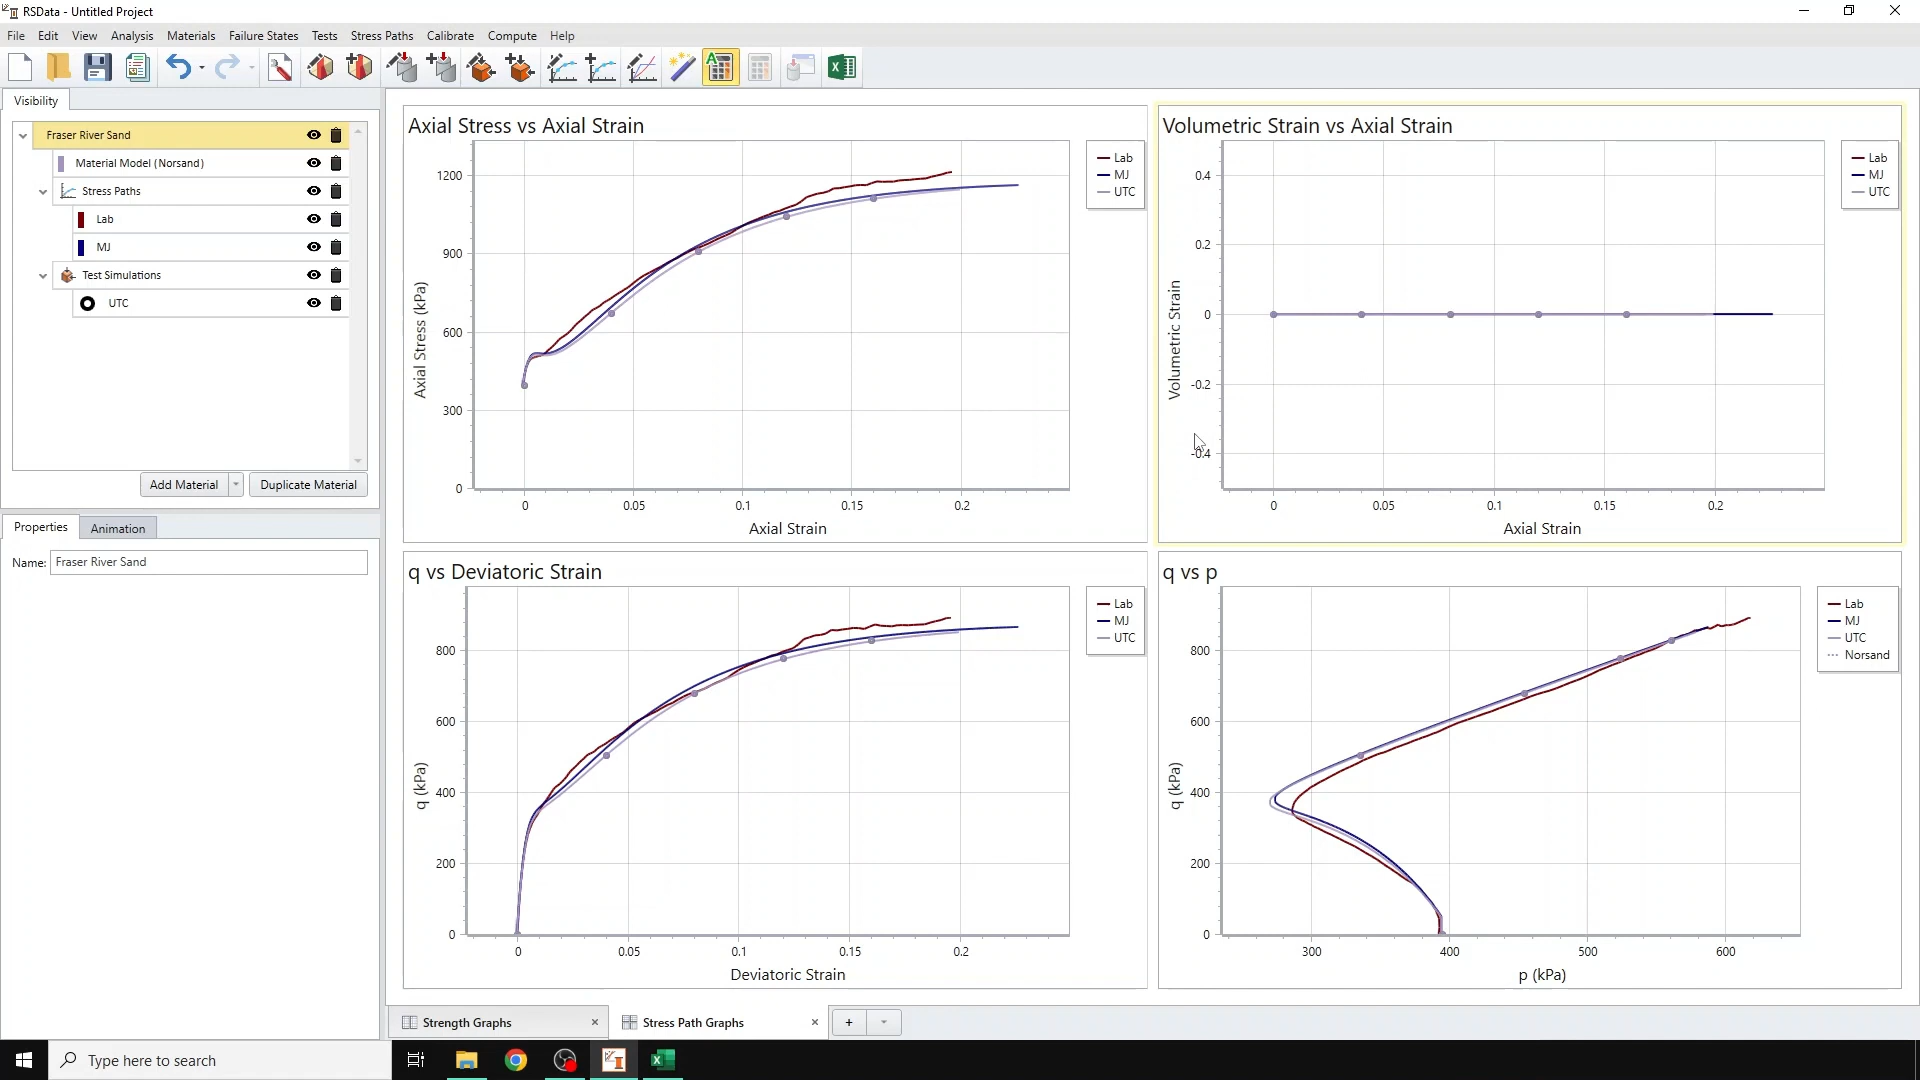 RSData - Untitled Project
File Edit View Analysis Materials Failure States Tests Stress Paths Calibrate Compute Help
Visibility
Fraser River Sand
Material Model (Norsand)
Stress Paths
Lab
MJ
Test Simulations
UTC
Add Material
Duplicate Material
Properties Animation
Name: Fraser River Sand
Axial Stress vs Axial Strain
1200
900
600
300
0
Axial Stress (kPa)
0 0.05 0.1 0.15 0.2
Axial Strain
Lab
MJ
UTC
Volumetric Strain vs Axial Strain
0.4
0.2
0
-0.2
-0.4
Volumetric Strain
0 0.05 0.1 0.15 0.2
Axial Strain
Lab
MJ
UTC
q vs Deviatoric Strain
800
600
400
200
0
q (kPa)
0 0.05 0.1 0.15 0.2
Deviatoric Strain
Lab
MJ
UTC
q vs p
800
600
400
200
0
q (kPa)
300 400 500 600
p (kPa)
Lab
MJ
UTC
Norsand
Strength Graphs
Stress Path Graphs
Type here to search